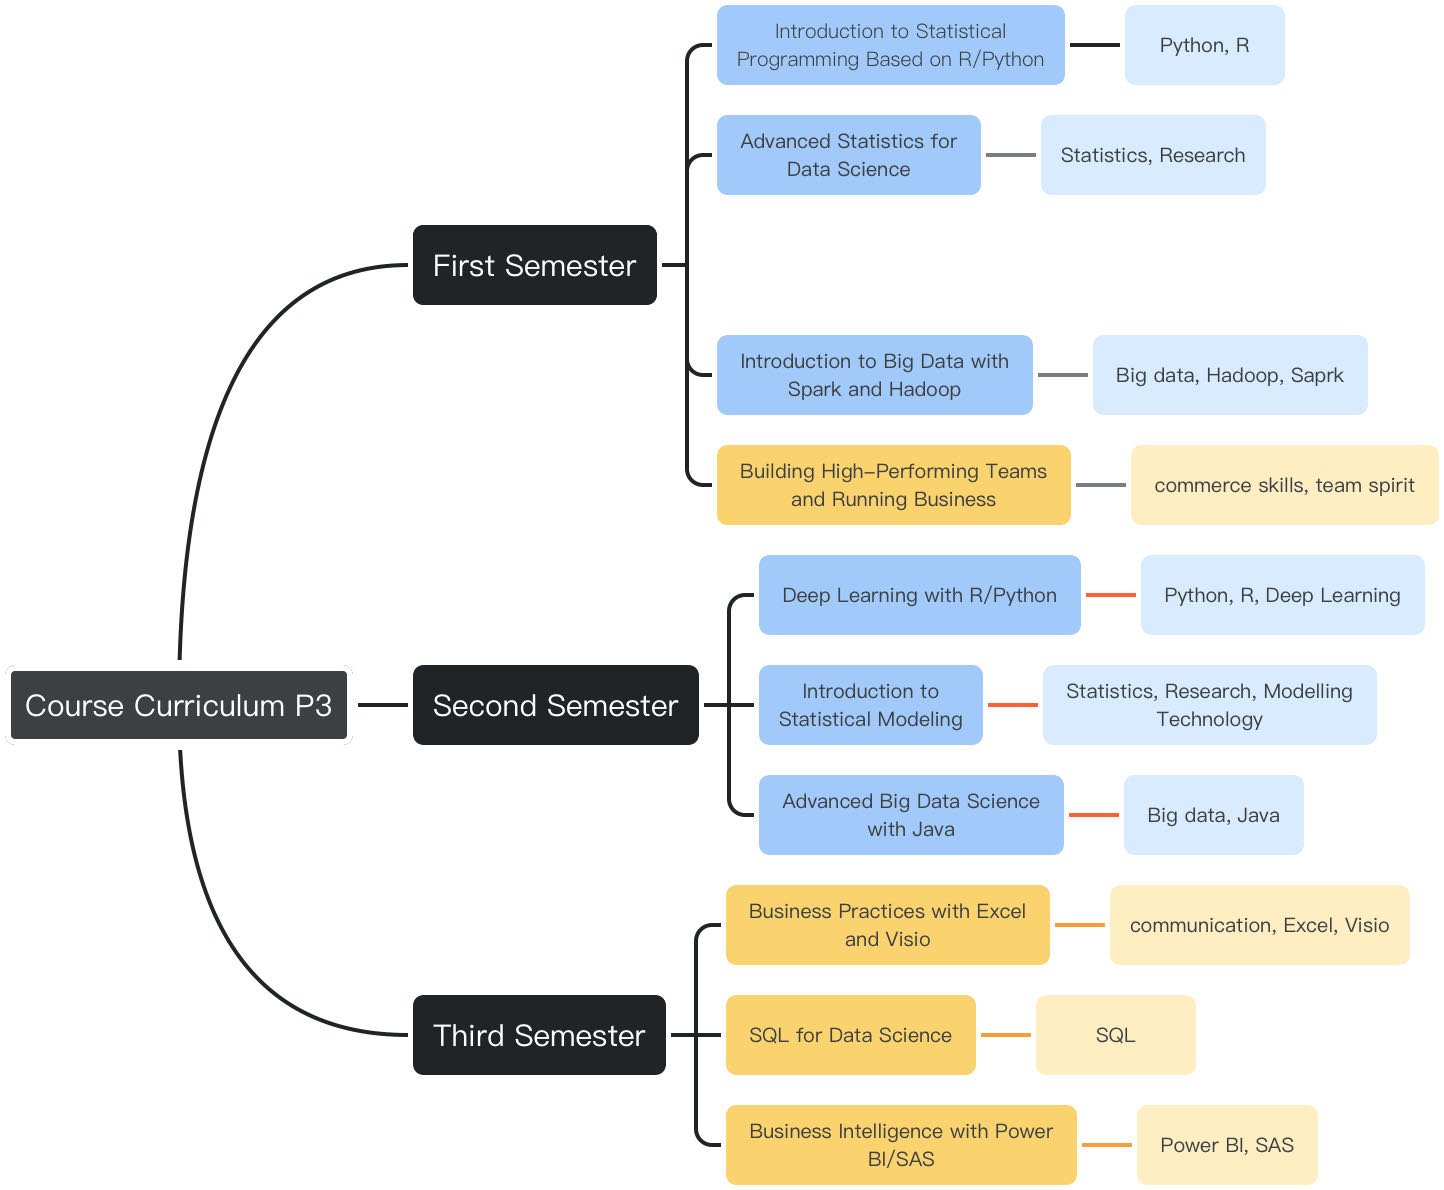 Introduction to Statistical
Programming Based on R/Python
Python, R
Advanced Statistics for
Data Science
Statistics, Research
First Semester
Introduction to Big Data with
Spark and Hadoop
Big data, Hadoop, Saprk
Building High-Performing Teams
and Running Business
commerce skills, team spirit
Deep Learning with R/Python
Python, R, Deep Learning
Course Curriculum P3
Second Semester
Introduction to
Statistical Modeling
Statistics, Research, Modelling
Technology
Advanced Big Data Science
with Java
Big data, Java
Business Practices with Excel
and Visio
communication, Excel, Visio
Third Semester
SQL for Data Science
SQL
Business Intelligence with Power
BI/SAS
Power BI, SAS